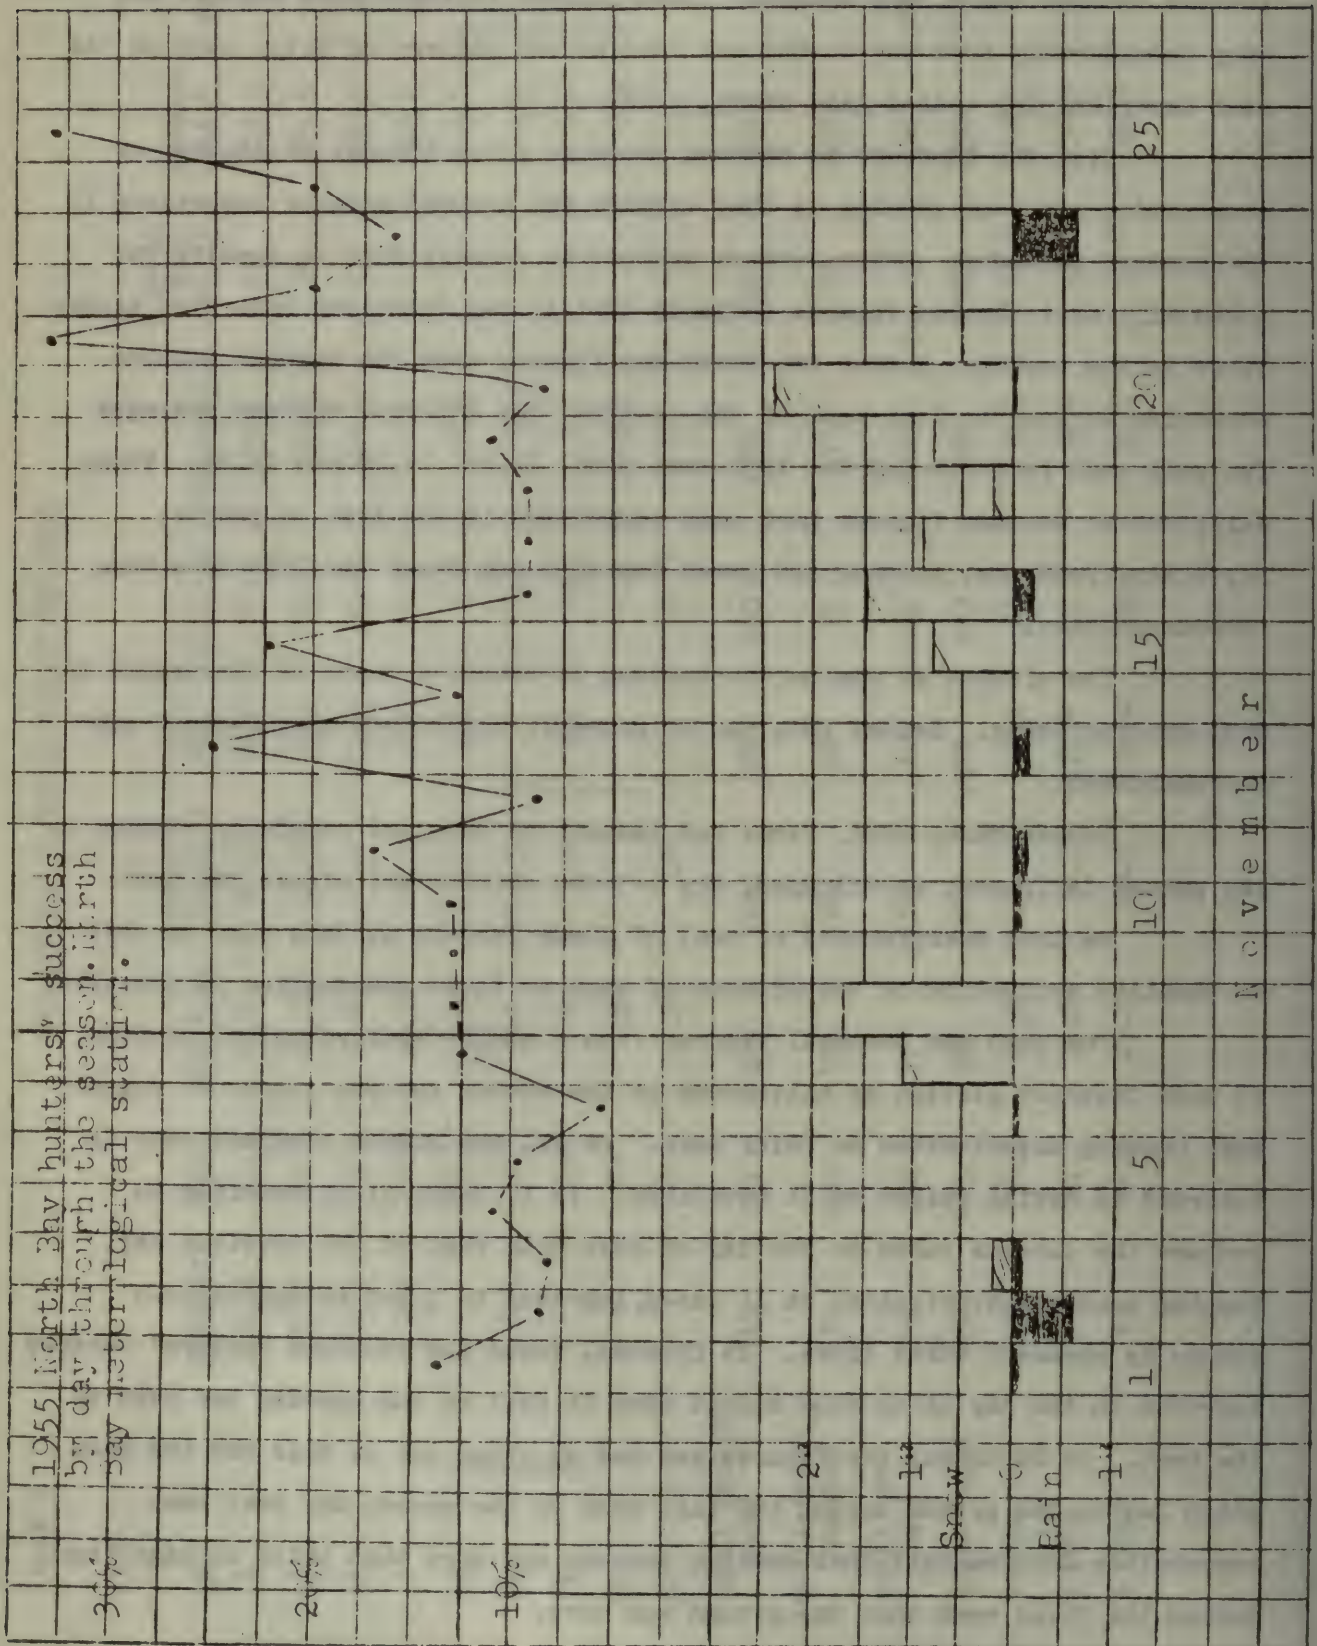 1955 North Bay hunters' success
by day through the season. North
Bay meterological station.
30%
20%
10%
2"
1"
Snow
0
Rain
1"
1 5 10 15 20 25
November